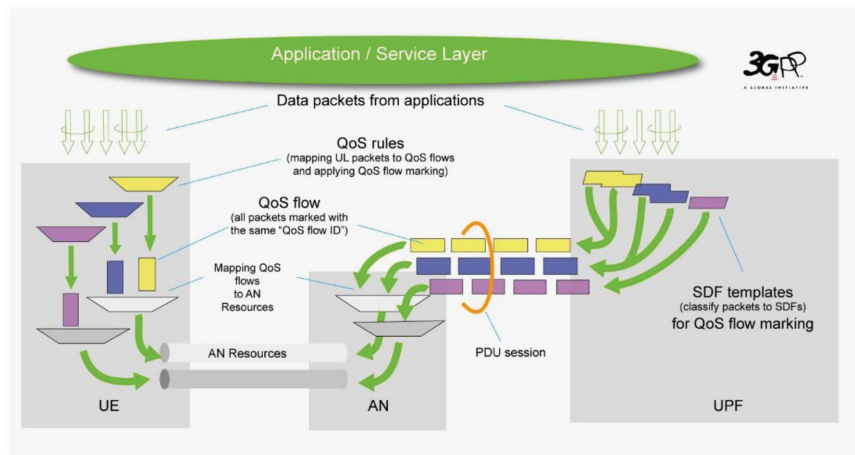 Application / Service Layer
3GPP
A GLOBAL INITIATIVE
Data packets from applications
QoS rules
(mapping UL packets to QoS flows
and applying QoS flow marking)
QoS flow
(all packets marked with
the same “QoS flow ID”)
Mapping QoS
flows
to AN
Resources
SDF templates
(classify packets to SDFs)
for QoS flow marking
AN Resources
PDU session
UE
AN
UPF